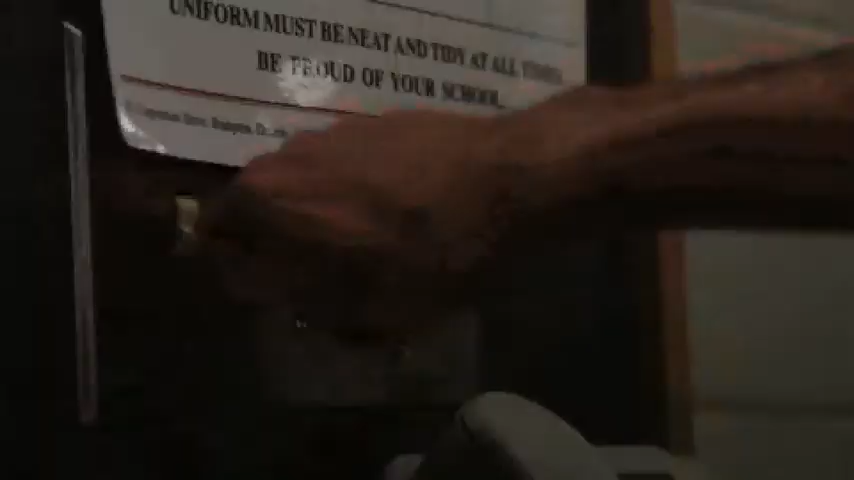 UNIFORM MUST BE NEAT AND TIDY AT ALL TIMES.
BE PROUD OF YOUR SCHOOL.